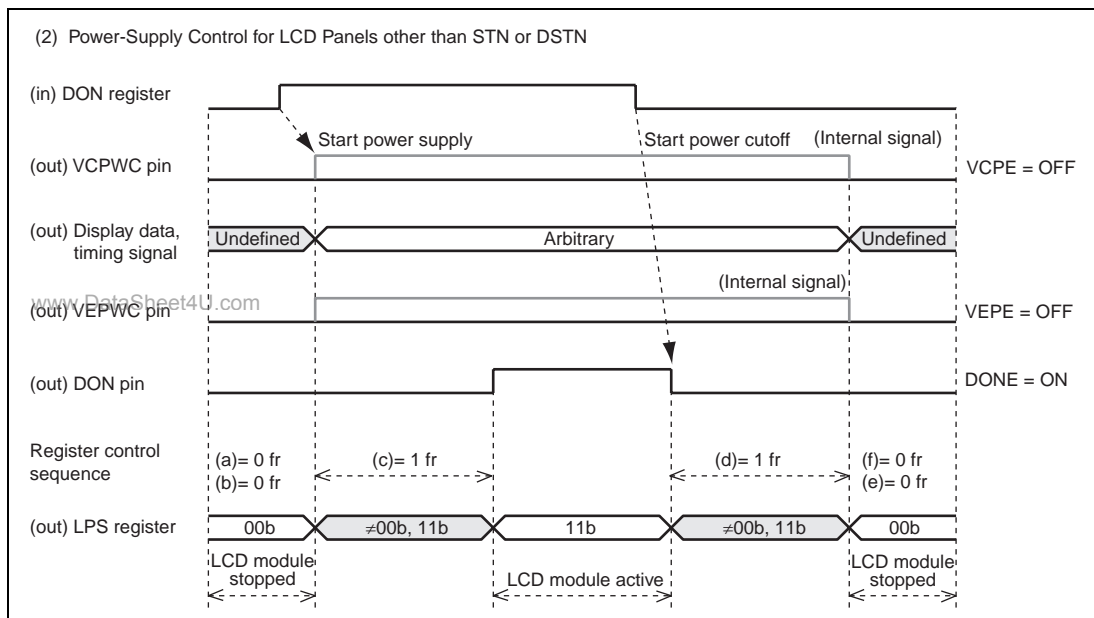 (2) Power-Supply Control for LCD Panels other than STN or DSTN
(in) DON register
Start power supply
Start power cutoff
(Internal signal)
(out) VCPWC pin
VCPE = OFF
(out) Display data,
timing signal
Undefined
Arbitrary
Undefined
(Internal signal)
www.DataSheet4U.com
(out) VEPWC pin
VEPE = OFF
(out) DON pin
DONE = ON
Register control
sequence
(a)= 0 fr
(b)= 0 fr
(c)= 1 fr
(d)= 1 fr
(f)= 0 fr
(e)= 0 fr
(out) LPS register
00b
≠00b, 11b
11b
≠00b, 11b
00b
LCD module
stopped
LCD module active
LCD module
stopped